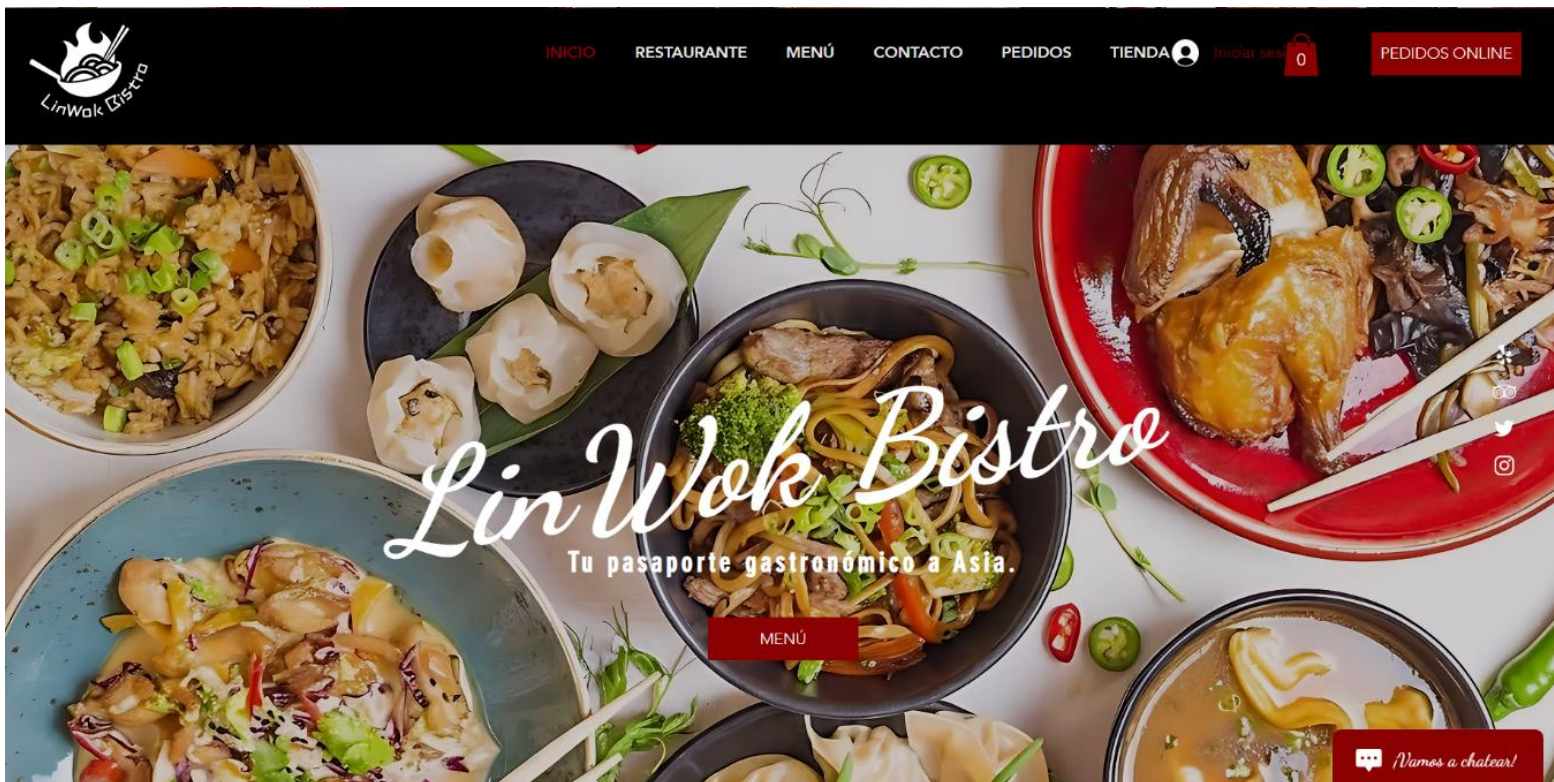 LinWok Bistro
INICIO
RESTAURANTE
MENÚ
CONTACTO
PEDIDOS
TIENDA
Iniciar
0
PEDIDOS ONLINE
LinWok Bistro
Tu pasaporte gastronómico a Asia.
MENÚ
¡Vamos a chatear!